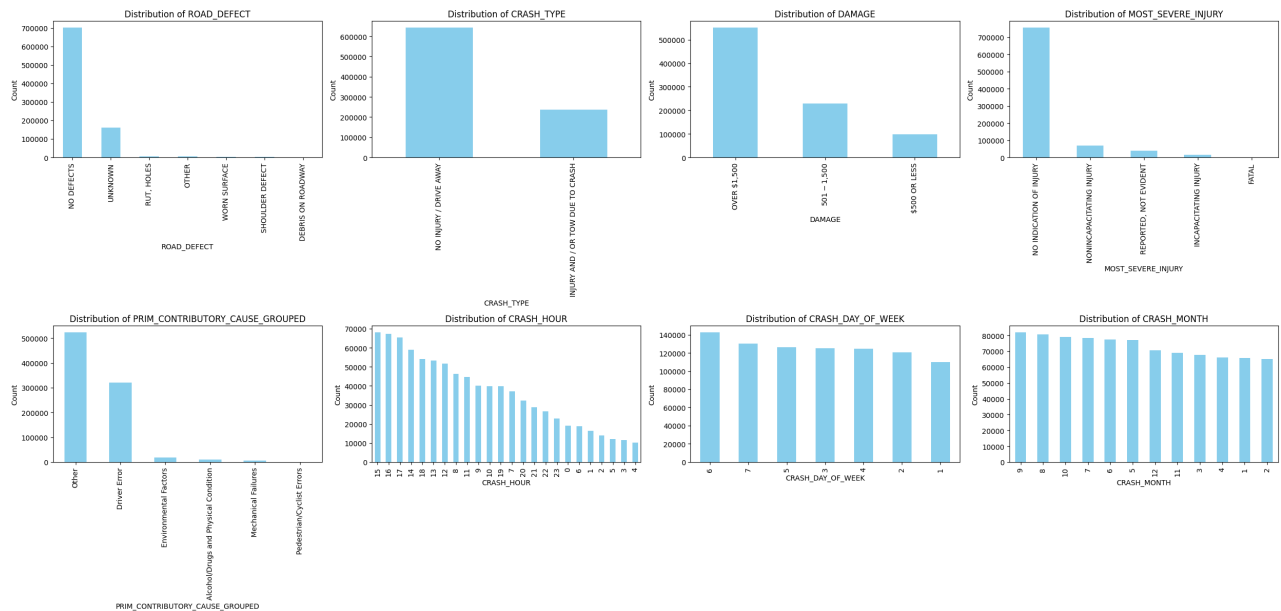 Distribution of ROAD_DEFECT
Count
700000
600000
500000
400000
300000
200000
100000
0
NO DEFECTS
UNKNOWN
RUT, HOLES
OTHER
WORN SURFACE
SHOULDER DEFECT
DEBRIS ON ROADWAY
ROAD_DEFECT
Distribution of CRASH_TYPE
Count
600000
500000
400000
300000
200000
100000
0
NO INJURY / DRIVE AWAY
INJURY AND / OR TOW DUE TO CRASH
CRASH_TYPE
Distribution of DAMAGE
Count
500000
400000
300000
200000
100000
0
OVER $1,500
501 − 1,500
$500 OR LESS
DAMAGE
Distribution of MOST_SEVERE_INJURY
Count
700000
600000
500000
400000
300000
200000
100000
0
NO INDICATION OF INJURY
NONINCAPACITATING INJURY
REPORTED, NOT EVIDENT
INCAPACITATING INJURY
FATAL
MOST_SEVERE_INJURY
Distribution of PRIM_CONTRIBUTORY_CAUSE_GROUPED
Count
500000
400000
300000
200000
100000
0
Other
Driver Error
Environmental Factors
Alcohol/Drugs and Physical Condition
Mechanical Failures
Pedestrian/Cyclist Errors
PRIM_CONTRIBUTORY_CAUSE_GROUPED
Distribution of CRASH_HOUR
Count
70000
60000
50000
40000
30000
20000
10000
0
15 16 17 14 18 13 12 8 11 9 10 19 7 20 21 22 23 0 6 1 2 5 3 4
CRASH_HOUR
Distribution of CRASH_DAY_OF_WEEK
Count
140000
120000
100000
80000
60000
40000
20000
0
6 7 5 3 4 2 1
CRASH_DAY_OF_WEEK
Distribution of CRASH_MONTH
Count
80000
70000
60000
50000
40000
30000
20000
10000
0
9 8 10 7 6 5 12 11 3 4 1 2
CRASH_MONTH